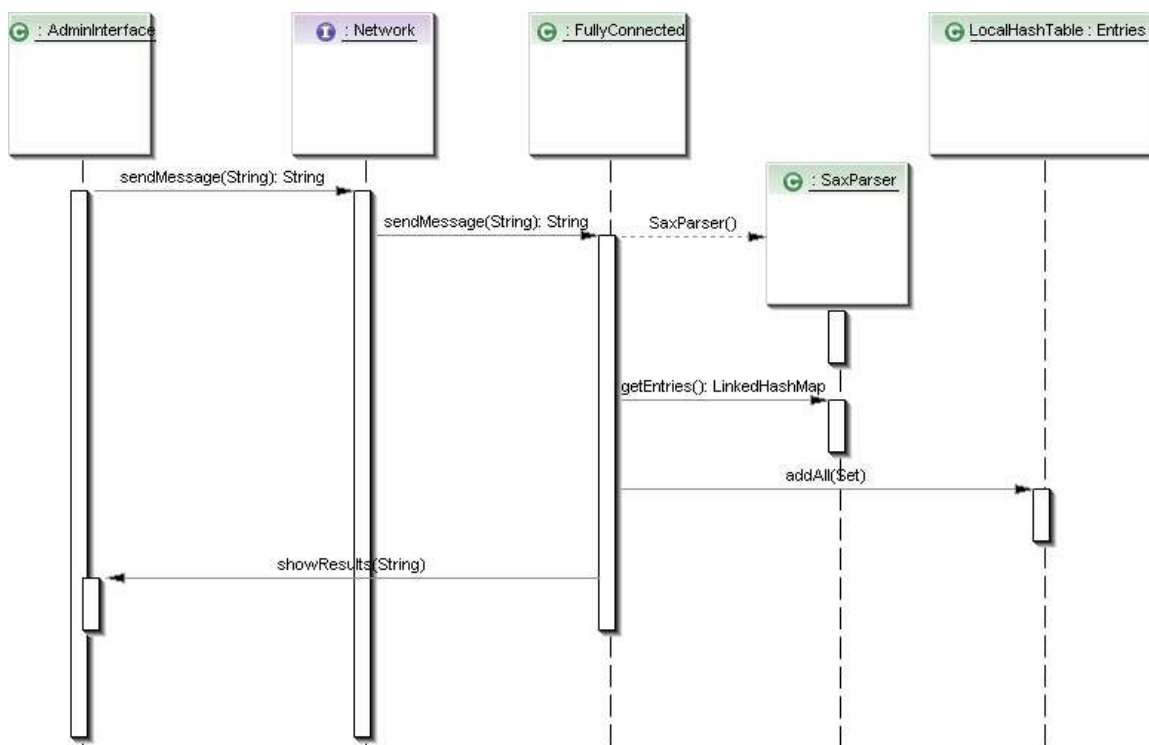 C : AdminInterface
I : Network
C : FullyConnected
C LocalHashTable : Entries
sendMessage(String): String
C : SaxParser
sendMessage(String): String
SaxParser()
getEntries(): LinkedHashMap
addAll(Set)
showResults(String)